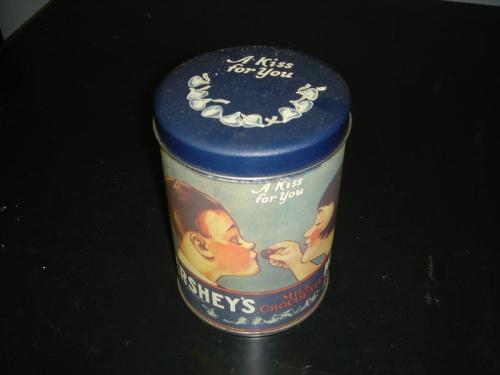 A Kiss
for You
A Kiss
for You
RSHEY'S
MILK
CHOCOLATE